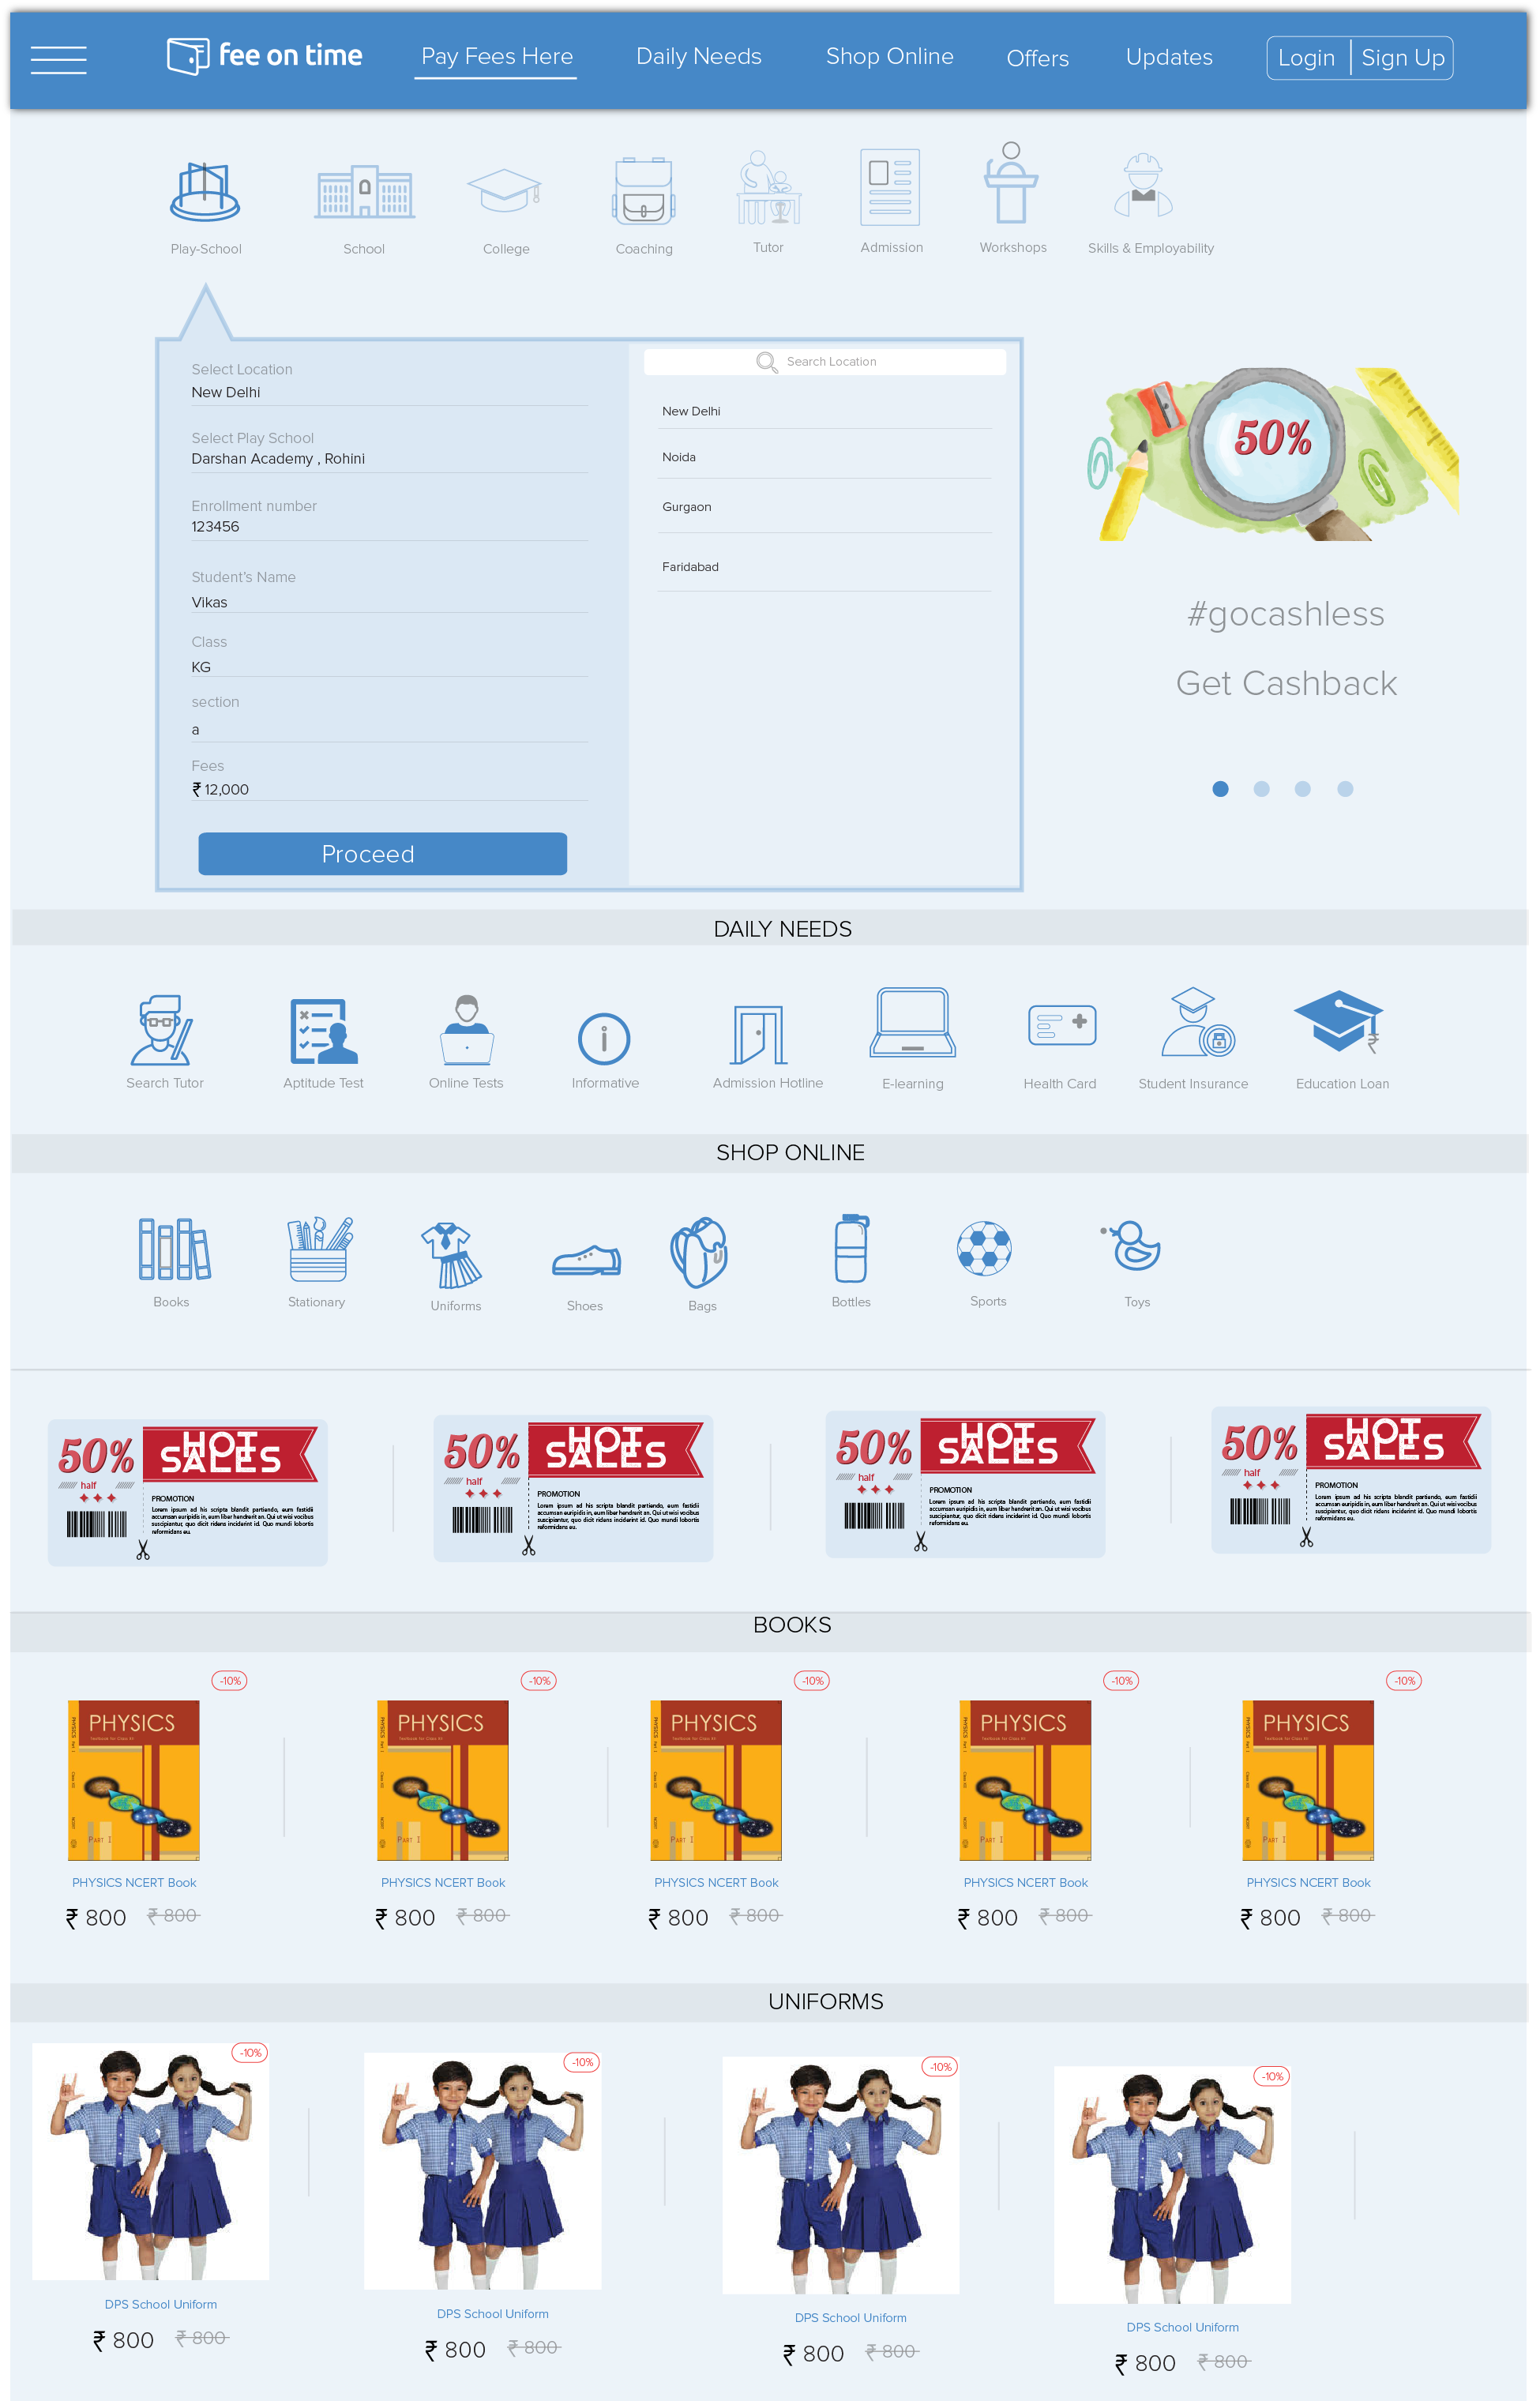 fee on time
Pay Fees Here
Daily Needs
Shop Online
Offers
Updates
Login | Sign Up
Play-School
School
College
Coaching
Tutor
Admission
Workshops
Skills & Employability
Select Location
New Delhi
Select Play School
Darshan Academy , Rohini
Enrollment number
123456
Student's Name
Vikas
Class
KG
section
a
Fees
₹ 12,000
Proceed
Search Location
New Delhi
Noida
Gurgaon
Faridabad
50%
#gocashless
Get Cashback
DAILY NEEDS
Search Tutor
Aptitude Test
Online Tests
Informative
Admission Hotline
E-learning
Health Card
Student Insurance
Education Loan
SHOP ONLINE
Books
Stationary
Uniforms
Shoes
Bags
Bottles
Sports
Toys
50%
half
HOT
SALES
PROMOTION
Lorem ipsum ad his scripta blandit partiendo, eum fastidii
accumsan euripidis in, eum liber hendrerit an. Qui ut wisi vocibus
suscipiantur, quo dicit ridens inciderint id. Quo mundi lobortis
reformidans eu.
50%
half
HOT
SALES
PROMOTION
Lorem ipsum ad his scripta blandit partiendo, eum fastidii
accumsan euripidis in, eum liber hendrerit an. Qui ut wisi vocibus
suscipiantur, quo dicit ridens inciderint id. Quo mundi lobortis
reformidans eu.
50%
half
HOT
SALES
PROMOTION
Lorem ipsum ad his scripta blandit partiendo, eum fastidii
accumsan euripidis in, eum liber hendrerit an. Qui ut wisi vocibus
suscipiantur, quo dicit ridens inciderint id. Quo mundi lobortis
reformidans eu.
50%
half
HOT
SALES
PROMOTION
Lorem ipsum ad his scripta blandit partiendo, eum fastidii
accumsan euripidis in, eum liber hendrerit an. Qui ut wisi vocibus
suscipiantur, quo dicit ridens inciderint id. Quo mundi lobortis
reformidans eu.
BOOKS
-10%
PHYSICS
PART I
PHYSICS NCERT Book
₹ 800 ₹ 800
-10%
PHYSICS
PART I
PHYSICS NCERT Book
₹ 800 ₹ 800
-10%
PHYSICS
PART I
PHYSICS NCERT Book
₹ 800 ₹ 800
-10%
PHYSICS
PART I
PHYSICS NCERT Book
₹ 800 ₹ 800
-10%
PHYSICS
PART I
PHYSICS NCERT Book
₹ 800 ₹ 800
UNIFORMS
-10%
DPS School Uniform
₹ 800 ₹ 800
-10%
DPS School Uniform
₹ 800 ₹ 800
-10%
DPS School Uniform
₹ 800 ₹ 800
-10%
DPS School Uniform
₹ 800 ₹ 800